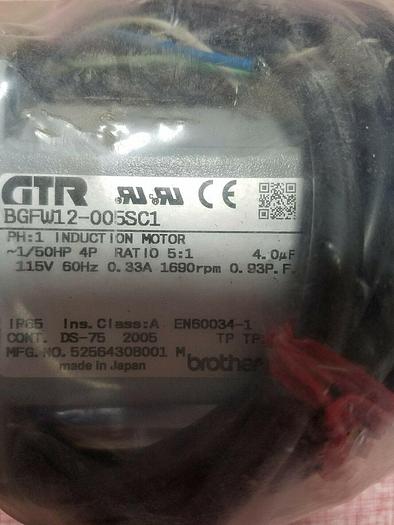 GTR
BGFW12-005SC1
PH:1 INDUCTION MOTOR
~1/50HP 4P RATIO 5:1 4.0μF
115V 60Hz 0.33A 1690rpm 0.93P.F.
IP65 Ins.Class:A EN60034-1
CONT. DS-75 2005 TP TP
MFG.NO.52564308001 M
made in Japan brother